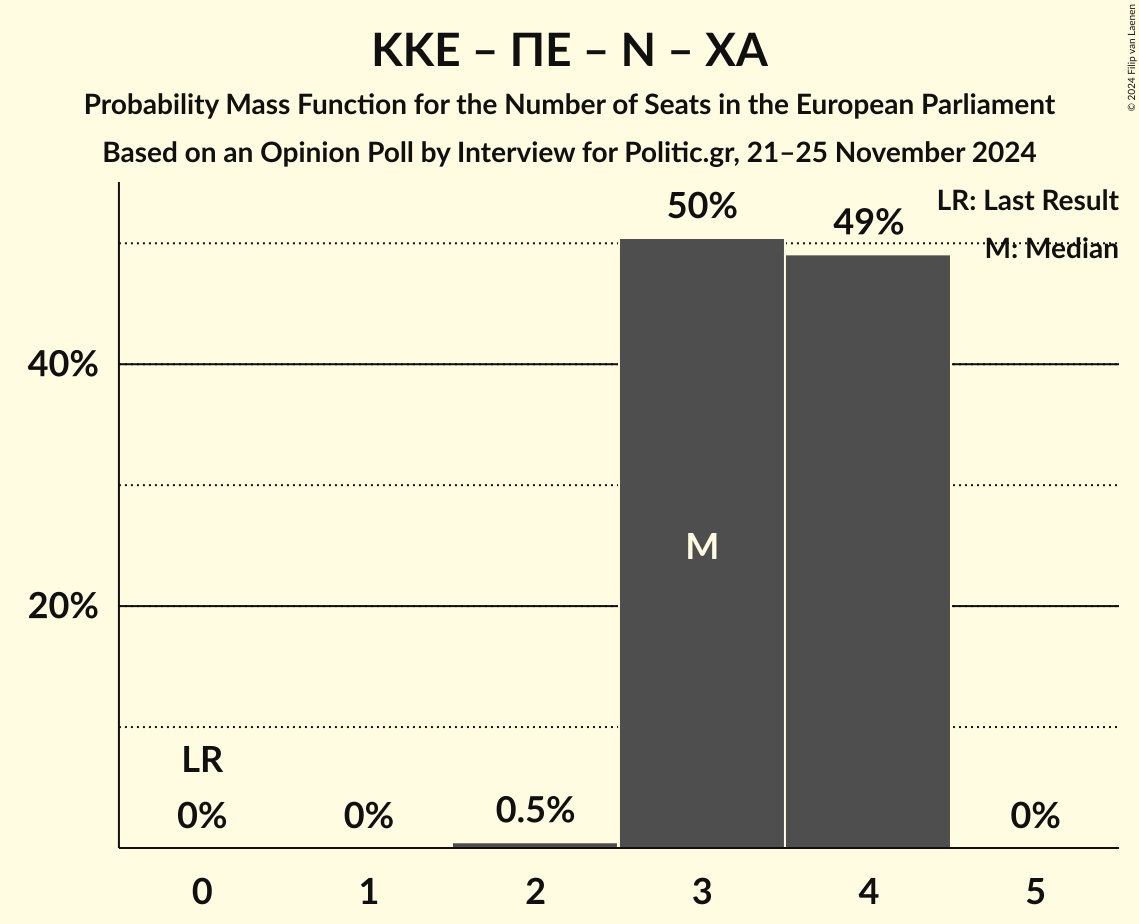 ΚΚΕ – ΠΕ – Ν – ΧΑ
Probability Mass Function for the Number of Seats in the European Parliament
Based on an Opinion Poll by Interview for Politic.gr, 21–25 November 2024
© 2024 Filip van Laenen
LR: Last Result
M: Median
50%
49%
40%
M
20%
LR
0%
0%
0.5%
0%
0
1
2
3
4
5